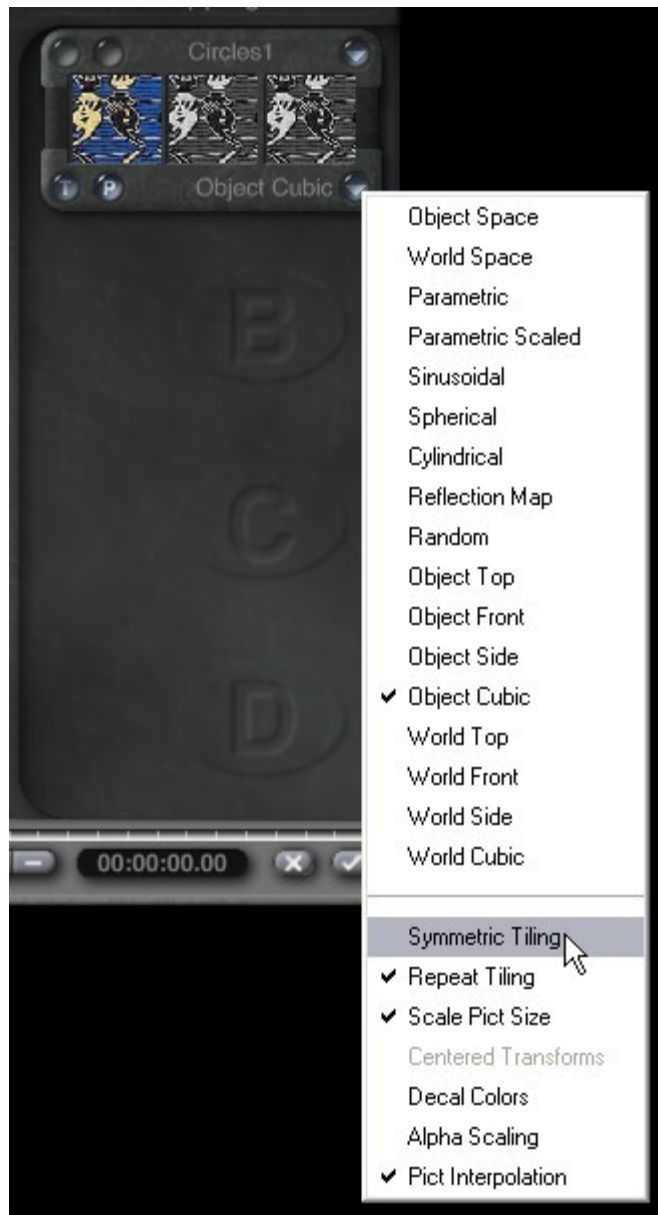 Circles1
T P Object Cubic
B
C
D
00:00:00.00
Object Space
World Space
Parametric
Parametric Scaled
Sinusoidal
Spherical
Cylindrical
Reflection Map
Random
Object Top
Object Front
Object Side
Object Cubic
World Top
World Front
World Side
World Cubic
Symmetric Tiling
Repeat Tiling
Scale Pict Size
Centered Transforms
Decal Colors
Alpha Scaling
Pict Interpolation